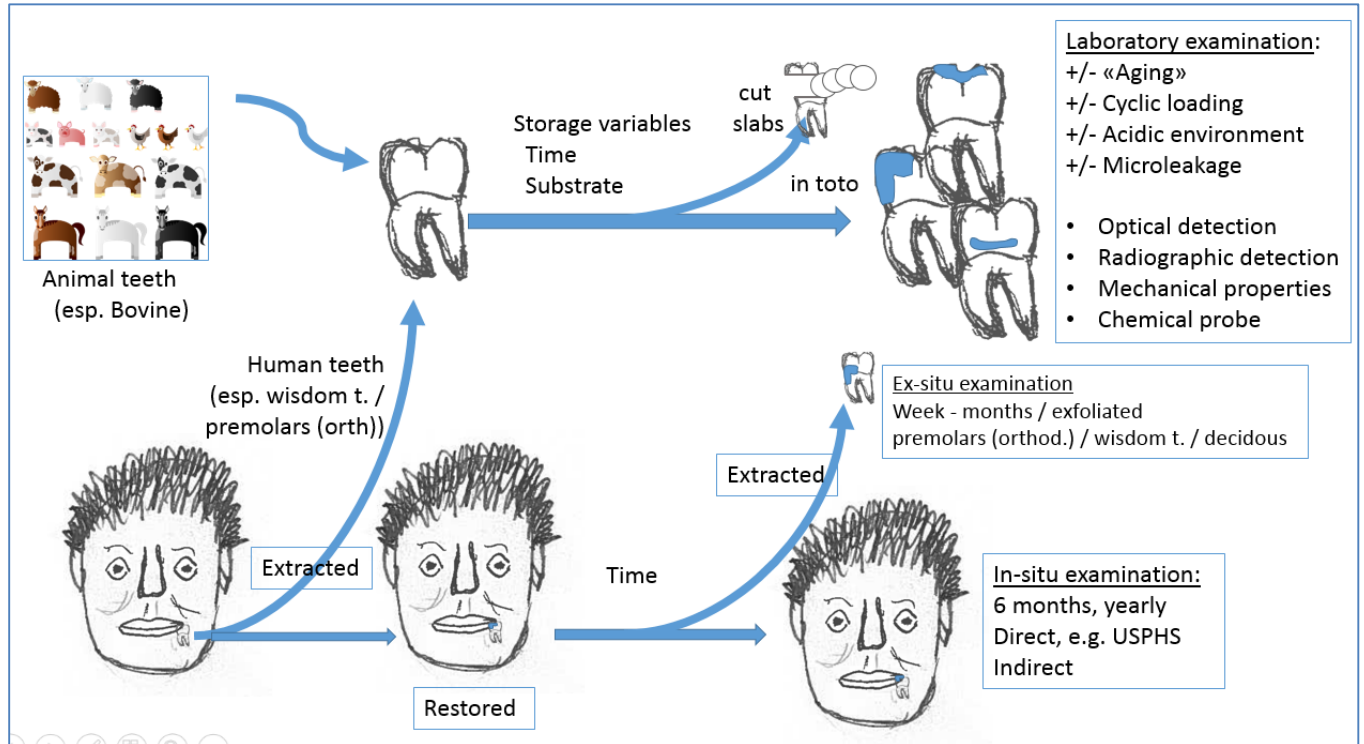 Animal teeth
(esp. Bovine)
Storage variables
Time
Substrate
cut
slabs
in toto
Laboratory examination:
+/- «Aging»
+/- Cyclic loading
+/- Acidic environment
+/- Microleakage
• Optical detection
• Radiographic detection
• Mechanical properties
• Chemical probe
Human teeth
(esp. wisdom t. /
premolars (orth))
Extracted
Restored
Time
Extracted
Ex-situ examination
Week - months / exfoliated
premolars (orthod.) / wisdom t. / decidous
In-situ examination:
6 months, yearly
Direct, e.g. USPHS
Indirect